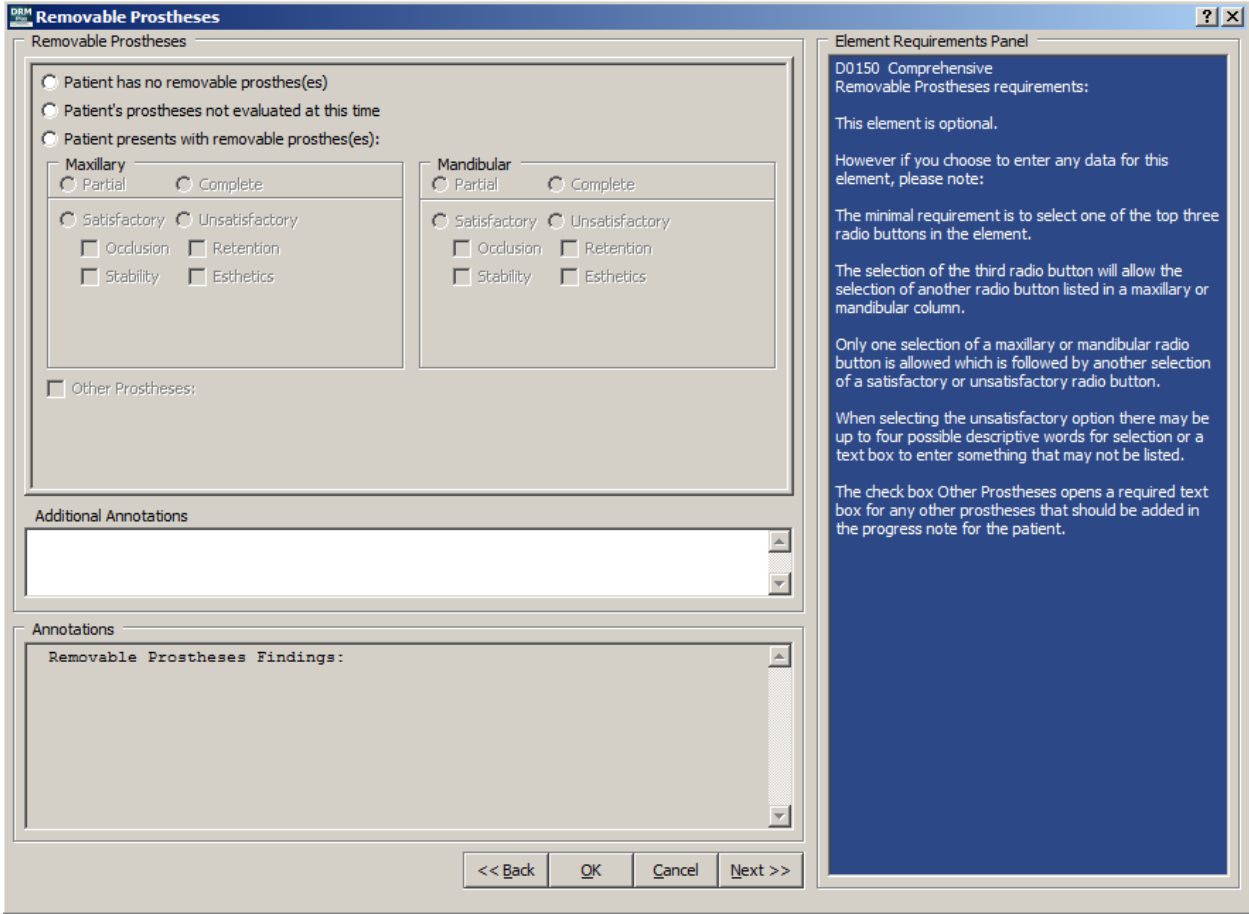 DRM Plus
Removable Prostheses
Removable Prostheses
Patient has no removable prosthes(es)
Patient's prostheses not evaluated at this time
Patient presents with removable prosthes(es):
Maxillary
Partial Complete
Satisfactory Unsatisfactory
Occlusion Retention
Stability Esthetics
Mandibular
Partial Complete
Satisfactory Unsatisfactory
Occlusion Retention
Stability Esthetics
Other Prostheses:
Additional Annotations
Annotations
Removable Prostheses Findings:
<< Back OK Cancel Next >>
Element Requirements Panel
D0150 Comprehensive
Removable Prostheses requirements:
This element is optional.
However if you choose to enter any data for this
element, please note:
The minimal requirement is to select one of the top three
radio buttons in the element.
The selection of the third radio button will allow the
selection of another radio button listed in a maxillary or
mandibular column.
Only one selection of a maxillary or mandibular radio
button is allowed which is followed by another selection
of a satisfactory or unsatisfactory radio button.
When selecting the unsatisfactory option there may be
up to four possible descriptive words for selection or a
text box to enter something that may not be listed.
The check box Other Prostheses opens a required text
box for any other prostheses that should be added in
the progress note for the patient.